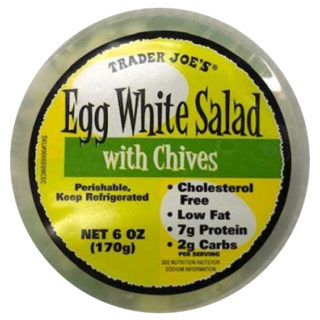 TRADER JOE'S®
Egg White Salad
with Chives
Perishable,
Keep Refrigerated
NET 6 OZ
(170g)
• Cholesterol
Free
• Low Fat
• 7g Protein
• 2g Carbs
PER SERVING
SEE NUTRITION FACTS FOR
SODIUM INFORMATION